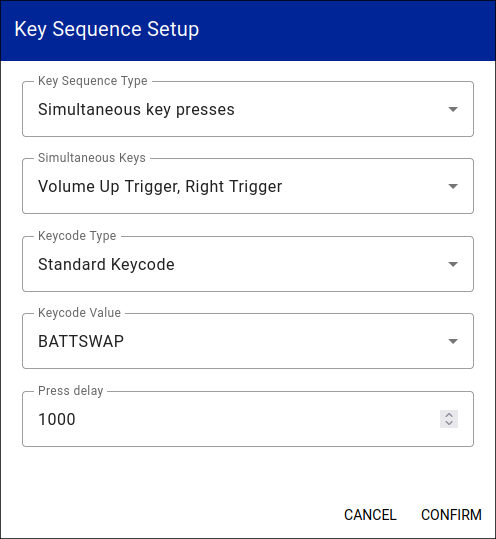 Key Sequence Setup
Key Sequence Type
Simultaneous key presses
Simultaneous Keys
Volume Up Trigger, Right Trigger
Keycode Type
Standard Keycode
Keycode Value
BATTSWAP
Press delay
1000
CANCEL CONFIRM